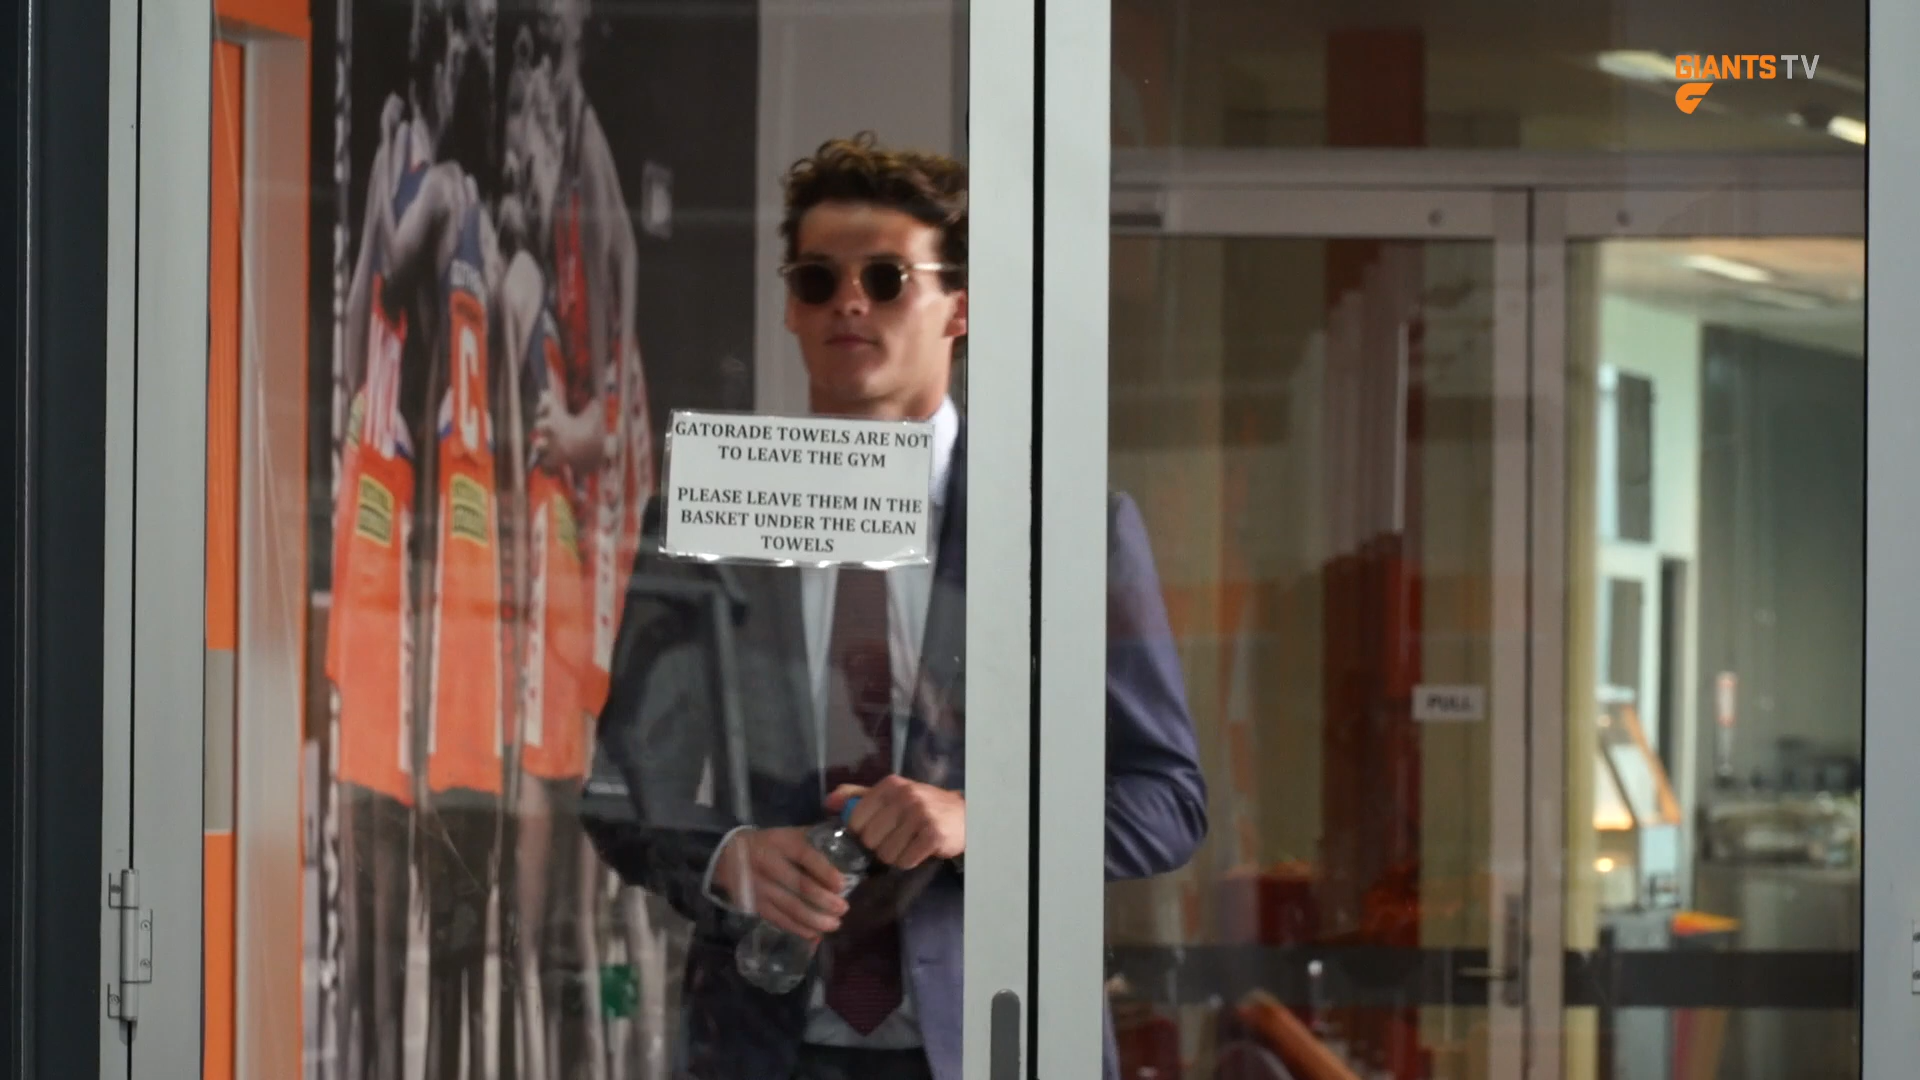 GIANTS TV
GATORADE TOWELS ARE NOT
TO LEAVE THE GYM
PLEASE LEAVE THEM IN THE
BASKET UNDER THE CLEAN
TOWELS
PULL